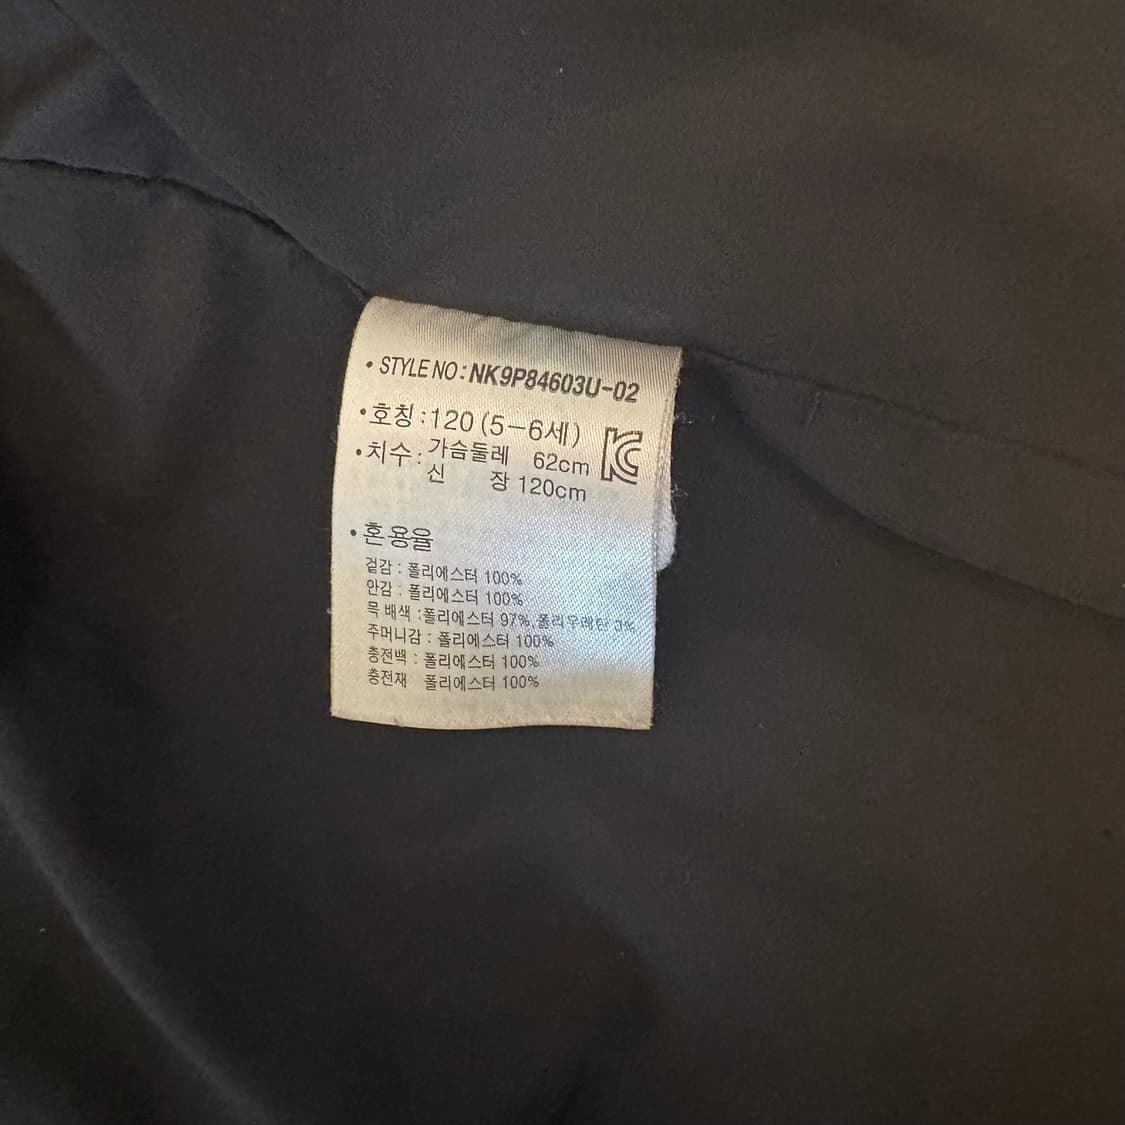 • STYLE NO : NK9P84603U-02
• 호칭 : 120 (5-6세)
• 치수 : 가슴둘레 62cm
신 장 120cm
• 혼용율
겉감 : 폴리에스터 100%
안감 : 폴리에스터 100%
목 배색 : 폴리에스터 97%, 폴리우레탄 3%
주머니감 : 폴리에스터 100%
충전백 : 폴리에스터 100%
충전재 폴리에스터 100%